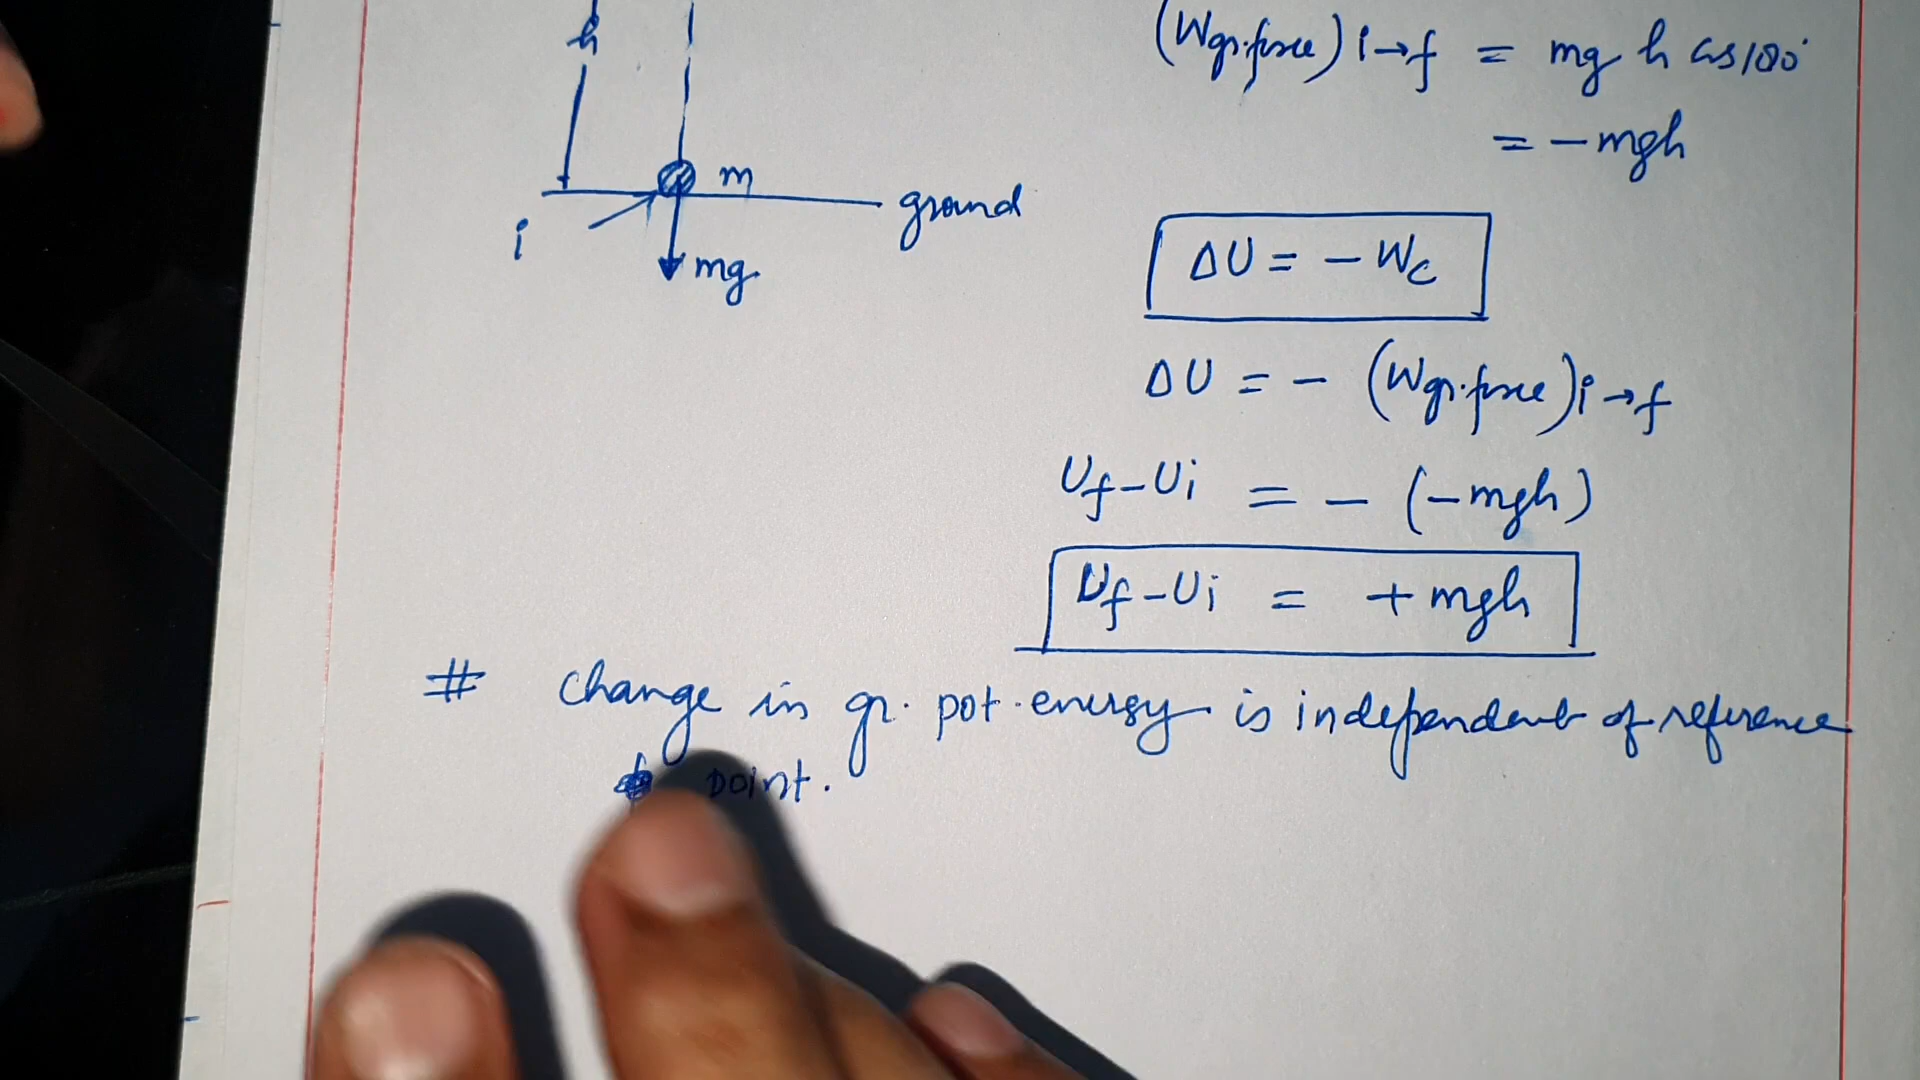 h
m
ground
i
mg
(Wgr.force) i→f = mg h cos180°
= -mgh
ΔU = -Wc
ΔU = - (Wgr.force) i→f
Uf-Ui = - (-mgh)
Uf-Ui = + mgh
# Change in gr. pot. energy is independent of reference
point.